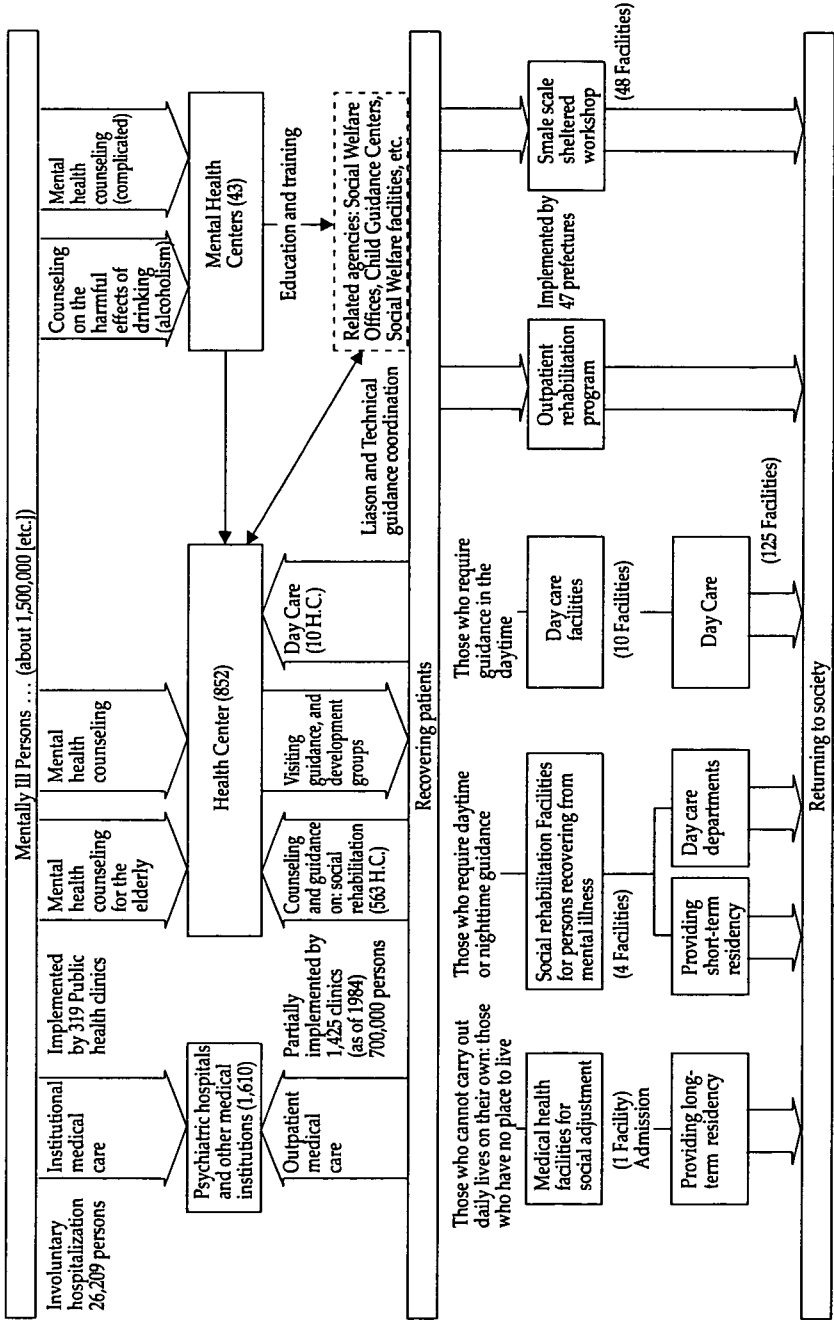 Mentally Ill Persons . . . (about 1,500,000 [etc.])
Involuntary
hospitalization
26,209 persons
Institutional
medical
care
Implemented
by 319 Public
health clinics
Mental health
counseling
for the
elderly
Mental health
counseling
Counseling
on the
harmful
effects of
drinking
(alcoholism)
Mental
health
counseling
(complicated)
Psychiatric hospitals
and other medical
institutions (1,610)
Health Center (852)
Mental Health
Centers (43)
Outpatient
medical
care
Partially
implemented by
1,425 clinics
(as of 1984)
700,000 persons
Counseling
and guidance
on: social
rehabilitation
(563 H.C.)
Visiting
guidance, and
development
groups
Day Care
(10 H.C.)
Liason and Technical
guidance coordination
Education and training
Related agencies: Social Welfare
Offices, Child Guidance Centers,
Social Welfare facilities, etc.
Recovering patients
Those who cannot carry out
daily lives on their own: those
who have no place to live
Those who require daytime
or nighttime guidance
Those who require
guidance in the
daytime
Medical health
facilities for
social adjustment
Social rehabilitation Facilities
for persons recovering from
mental illness
Day care
facilities
Outpatient
rehabilitation
program
Implemented by
47 prefectures
Smale scale
sheltered
workshop
(48 Facilities)
(1 Facility)
Admission
(4 Facilities)
(10 Facilities)
Providing long-
term residency
Providing
short-term
residency
Day care
departments
Day Care
(125 Facilities)
Returning to society